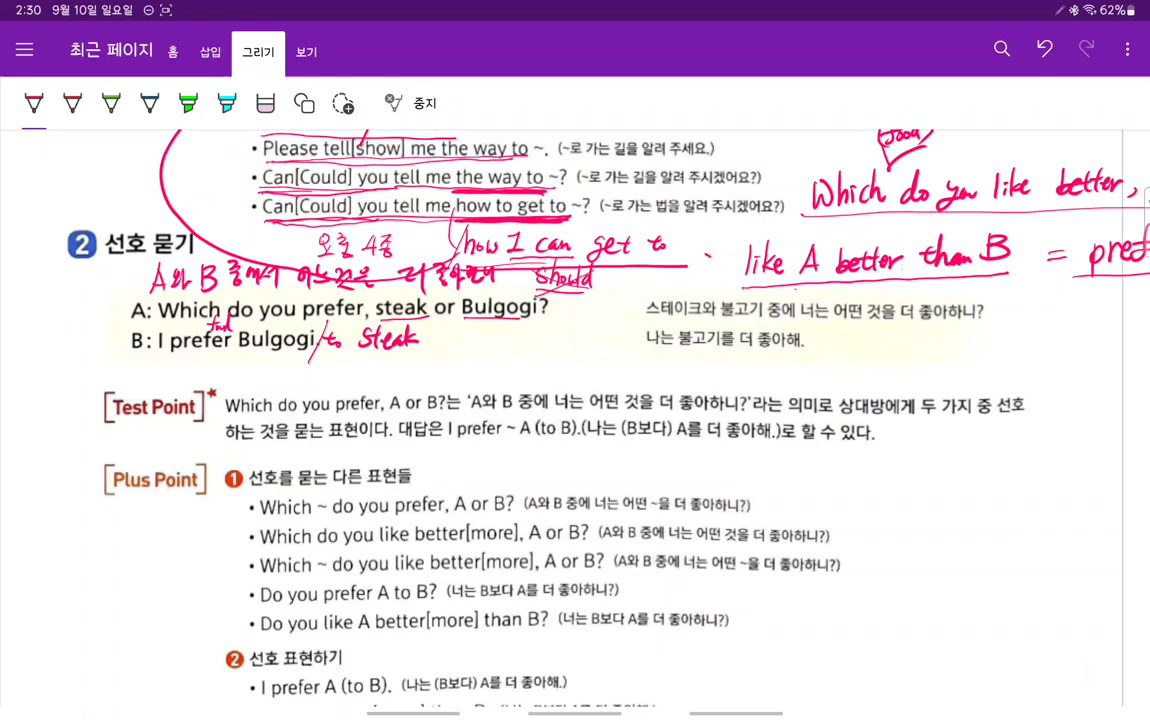 2:30 9월 10일 일요일 62%
최근 페이지 홈 삽입 그리기 보기
중지
food
• Please tell[show] me the way to ~. (~로 가는 길을 알려 주세요.)
• Can[Could] you tell me the way to ~? (~로 가는 길을 알려 주시겠어요?)
Which do you like better,
• Can[Could] you tell me how to get to ~? (~로 가는 법을 알려 주시겠어요?)
2 선호 묻기
how I can get to
like A better than B = pref
A와 B 중에서 어느것을 더 좋아하니
should
A: Which do you prefer, steak or Bulgogi? 스테이크와 불고기 중에 너는 어떤 것을 더 좋아하니?
food
B: I prefer Bulgogi. to steak 나는 불고기를 더 좋아해.
[Test Point]* Which do you prefer, A or B?는 ‘A와 B 중에 너는 어떤 것을 더 좋아하니?’라는 의미로 상대방에게 두 가지 중 선호
하는 것을 묻는 표현이다. 대답은 I prefer ~ A (to B).(나는 (B보다) A를 더 좋아해.)로 할 수 있다.
[Plus Point] 1 선호를 묻는 다른 표현들
• Which ~ do you prefer, A or B? (A와 B 중에 너는 어떤 ~을 더 좋아하니?)
• Which do you like better[more], A or B? (A와 B 중에 너는 어떤 것을 더 좋아하니?)
• Which ~ do you like better[more], A or B? (A와 B 중에 너는 어떤 ~을 더 좋아하니?)
• Do you prefer A to B? (너는 B보다 A를 더 좋아하니?)
• Do you like A better[more] than B? (너는 B보다 A를 더 좋아하니?)
2 선호 표현하기
• I prefer A (to B). (나는 (B보다) A를 더 좋아해.)